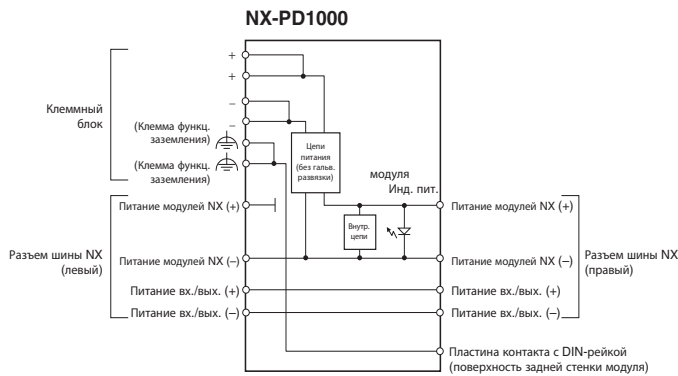 NX-PD1000
+
+
–
–
Клеммный
блок
(Клемма функц.
заземления)
(Клемма функц.
заземления)
Цепи
питания
(без гальв.
развязки)
модуля
Инд. пит.
Внутр.
цепи
Разъем шины NX
(левый)
Питание модулей NX (+)
Питание модулей NX (–)
Питание вх./вых. (+)
Питание вх./вых. (–)
Питание модулей NX (+)
Питание модулей NX (–)
Питание вх./вых. (+)
Питание вх./вых. (–)
Разъем шины NX
(правый)
Пластина контакта с DIN-рейкой
(поверхность задней стенки модуля)